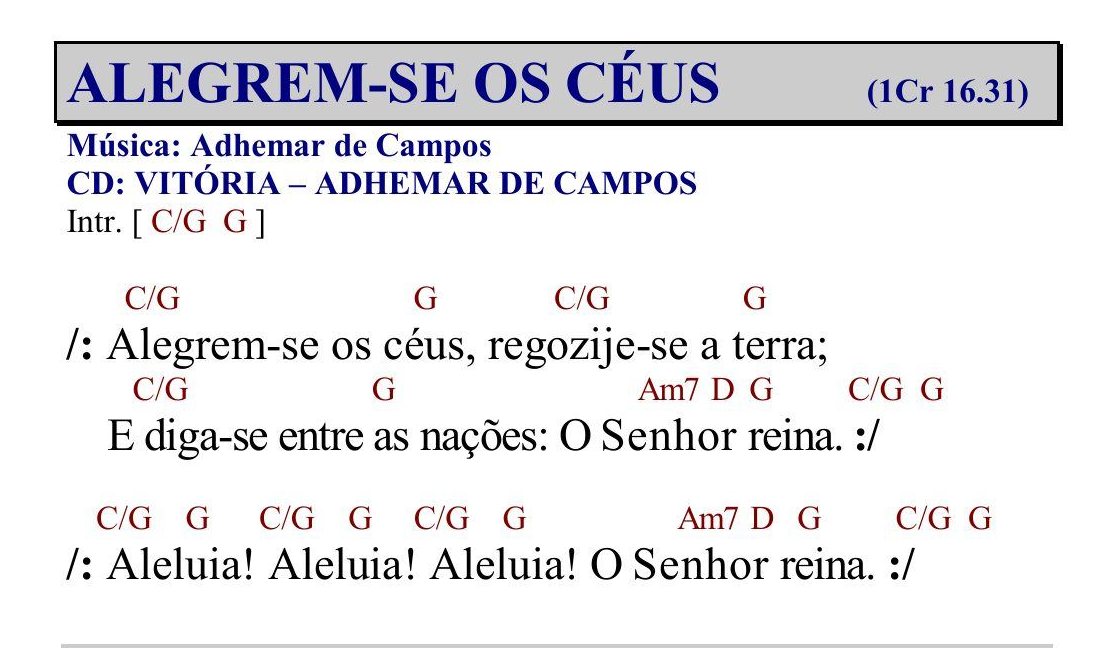 ALEGREM-SE OS CÉUS (1Cr 16.31)
Música: Adhemar de Campos
CD: VITÓRIA – ADHEMAR DE CAMPOS
Intr. [ C/G G ]
C/G G C/G G
/: Alegrem-se os céus, regozije-se a terra;
C/G G Am7 D G C/G G
E diga-se entre as nações: O Senhor reina. :/
C/G G C/G G C/G G Am7 D G C/G G
/: Aleluia! Aleluia! Aleluia! O Senhor reina. :/